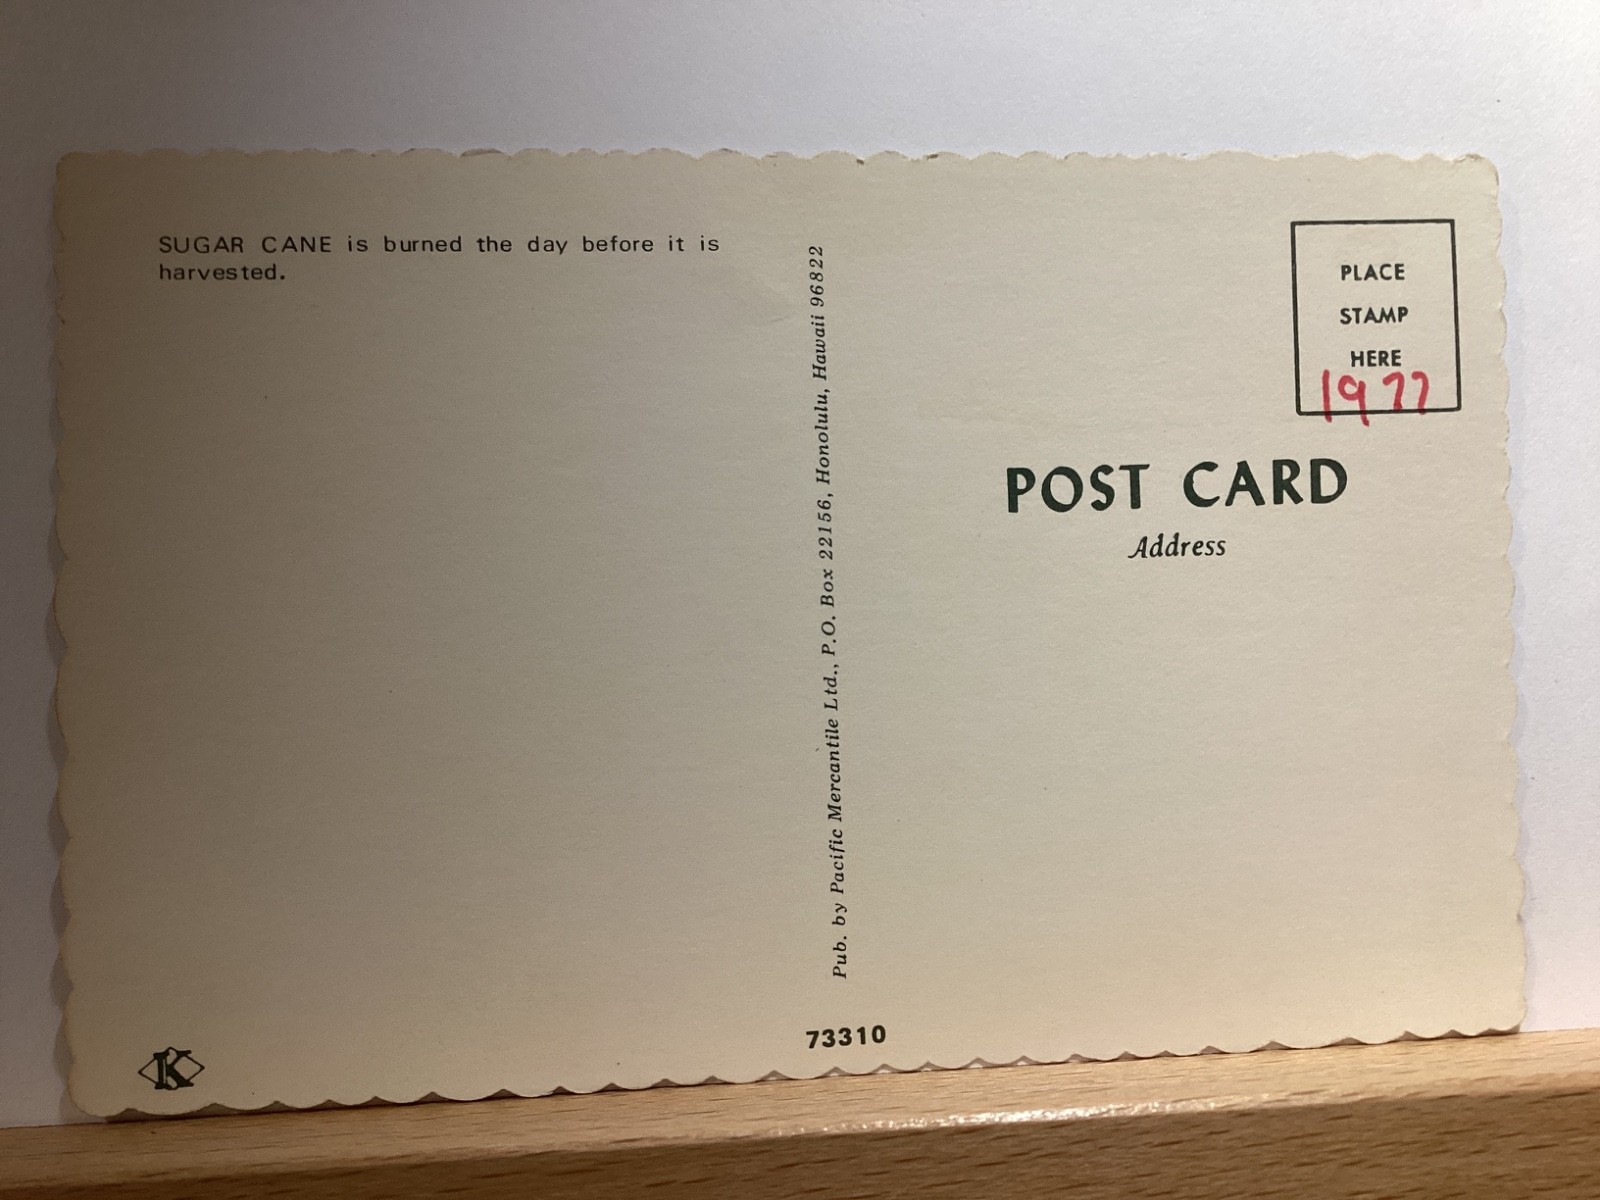 SUGAR CANE is burned the day before it is
harvested.
Pub. by Pacific Mercantile Ltd., P.O. Box 22156, Honolulu, Hawaii 96822
PLACE
STAMP
HERE
1977
POST CARD
Address
73310
K